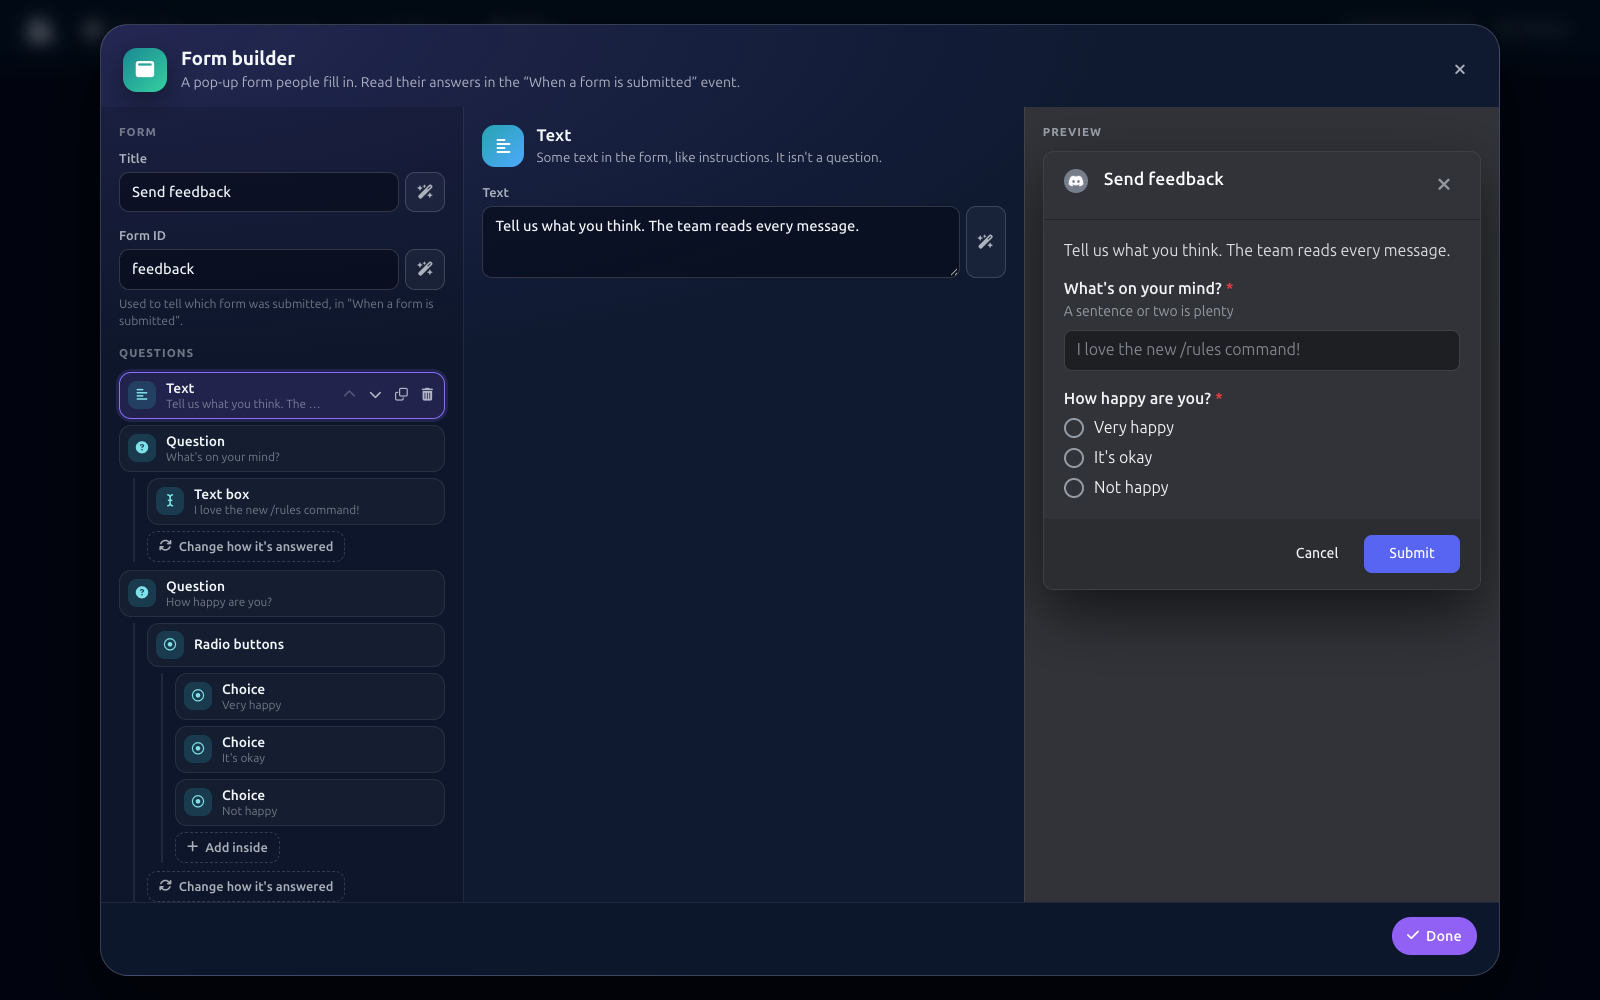 Form builder
A pop-up form people fill in. Read their answers in the “When a form is submitted” event.
FORM
Title
Send feedback
Form ID
feedback
Used to tell which form was submitted, in "When a form is
submitted".
QUESTIONS
Text
Tell us what you think. The ...
Question
What's on your mind?
Text box
I love the new /rules command!
Change how it's answered
Question
How happy are you?
Radio buttons
Choice
Very happy
Choice
It's okay
Choice
Not happy
Add inside
Change how it's answered
Text
Some text in the form, like instructions. It isn't a question.
Text
Tell us what you think. The team reads every message.
PREVIEW
Send feedback
Tell us what you think. The team reads every message.
What's on your mind? *
A sentence or two is plenty
I love the new /rules command!
How happy are you? *
Very happy
It's okay
Not happy
Cancel
Submit
Done